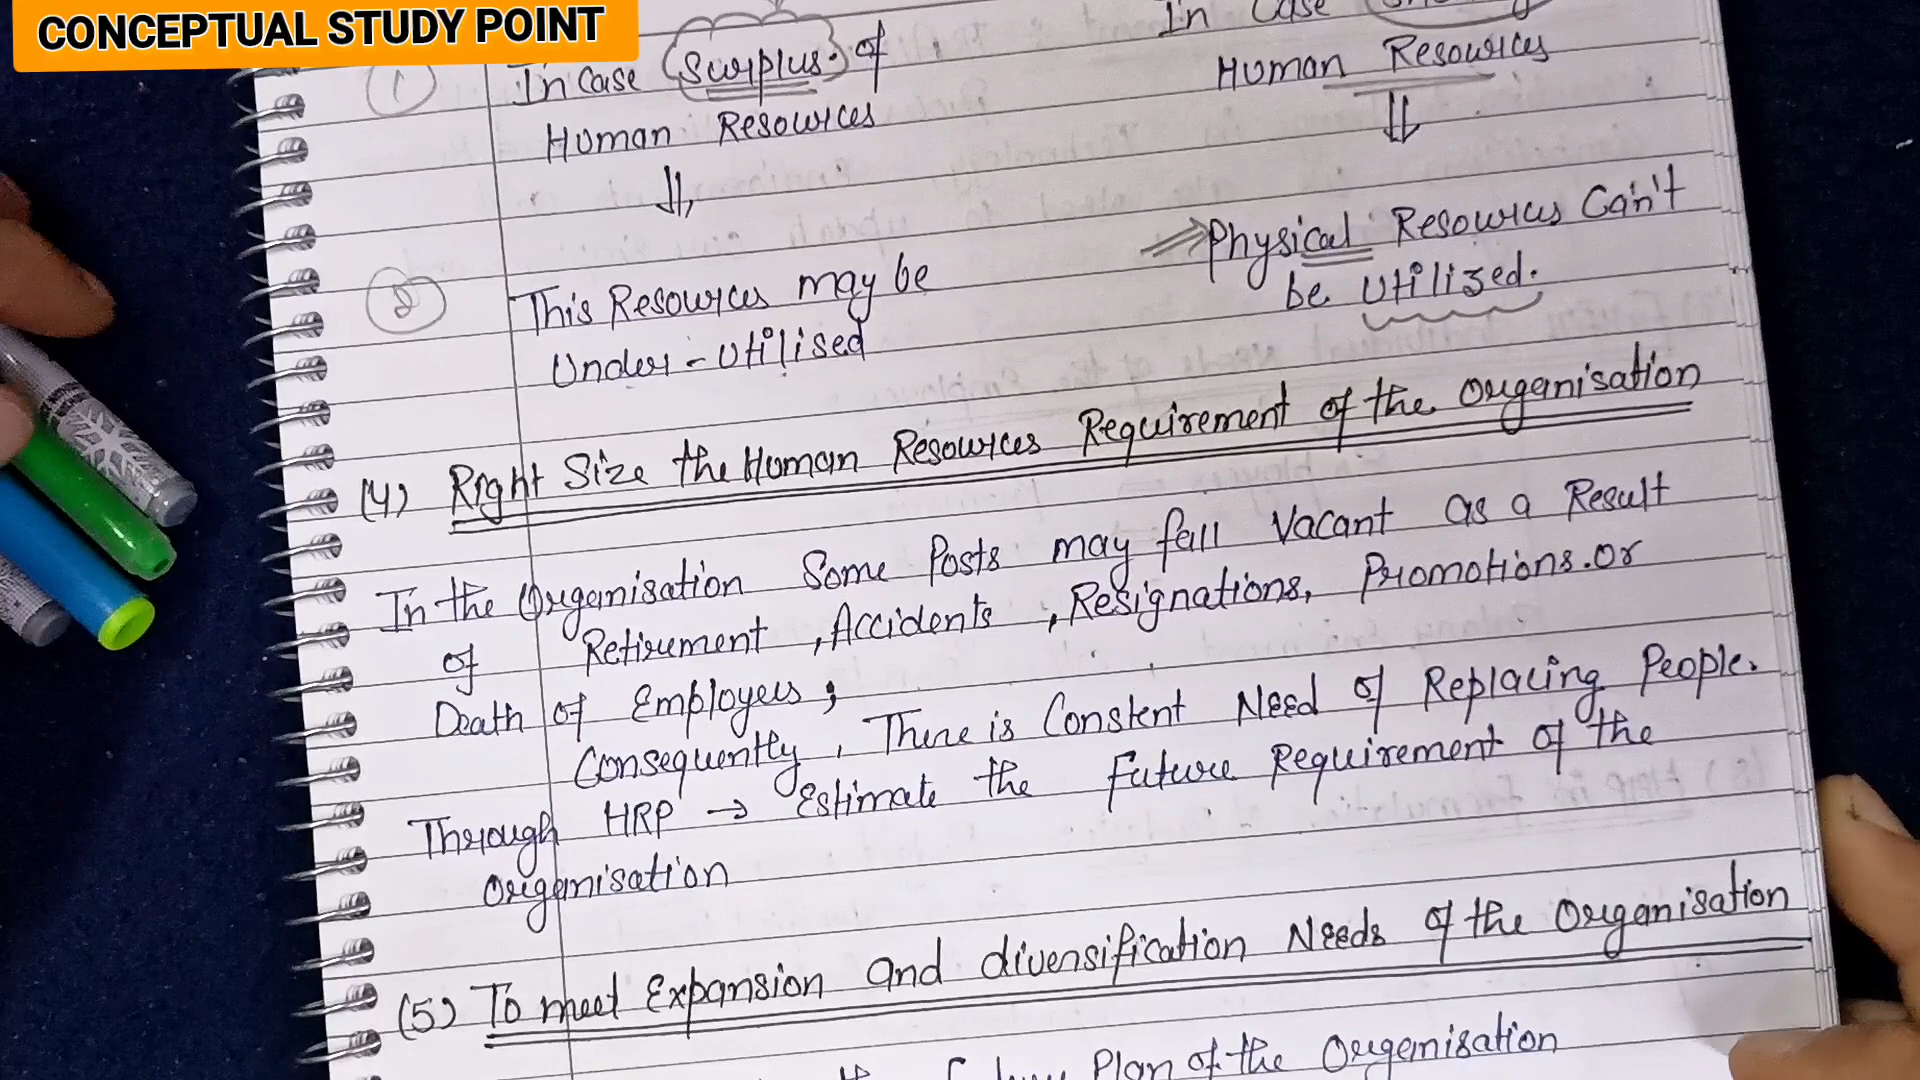 CONCEPTUAL STUDY POINT
1 In Case Surplus of
Human Resources
In Case
Human Resources
Physical Resources Can't
be Utilised.
2 This Resources may be
Under-Utilised
(4) Right Size the Human Resources Requirement of the Organisation
In the Organisation Some Posts may fall Vacant as a Result
of Retirement, Accidents, Resignations, Promotions. or
Death of Employees;
Consequently, There is Constent Need of Replacing People.
Through HRP → Estimate the Future Requirement of the
Organisation
(5) To meet Expansion and diversification Needs of the Organisation
Plan of the Organisation